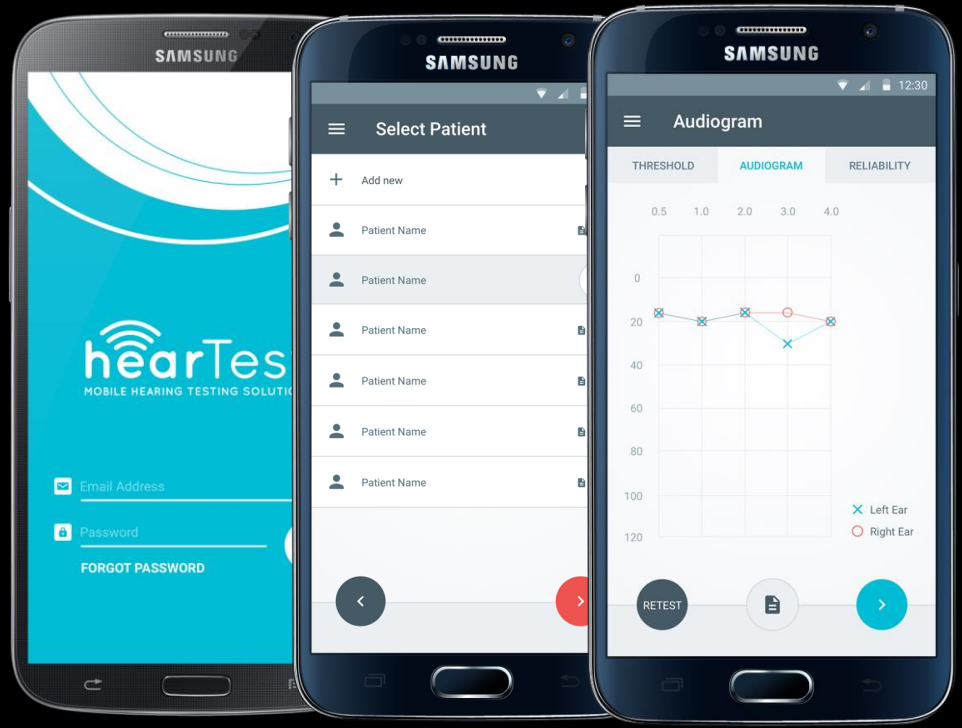 SAMSUNG
hearTes
MOBILE HEARING TESTING
Email Address
Password
FORGOT PASSWORD
SAMSUNG
Select Patient
Add new
Patient Name
Patient Name
Patient Name
Patient Name
Patient Name
Patient Name
SAMSUNG
12:30
Audiogram
THRESHOLD AUDIOGRAM RELIABILITY
0.5 1.0 2.0 3.0 4.0
0
20
40
60
80
100
120
Left Ear
Right Ear
RETEST